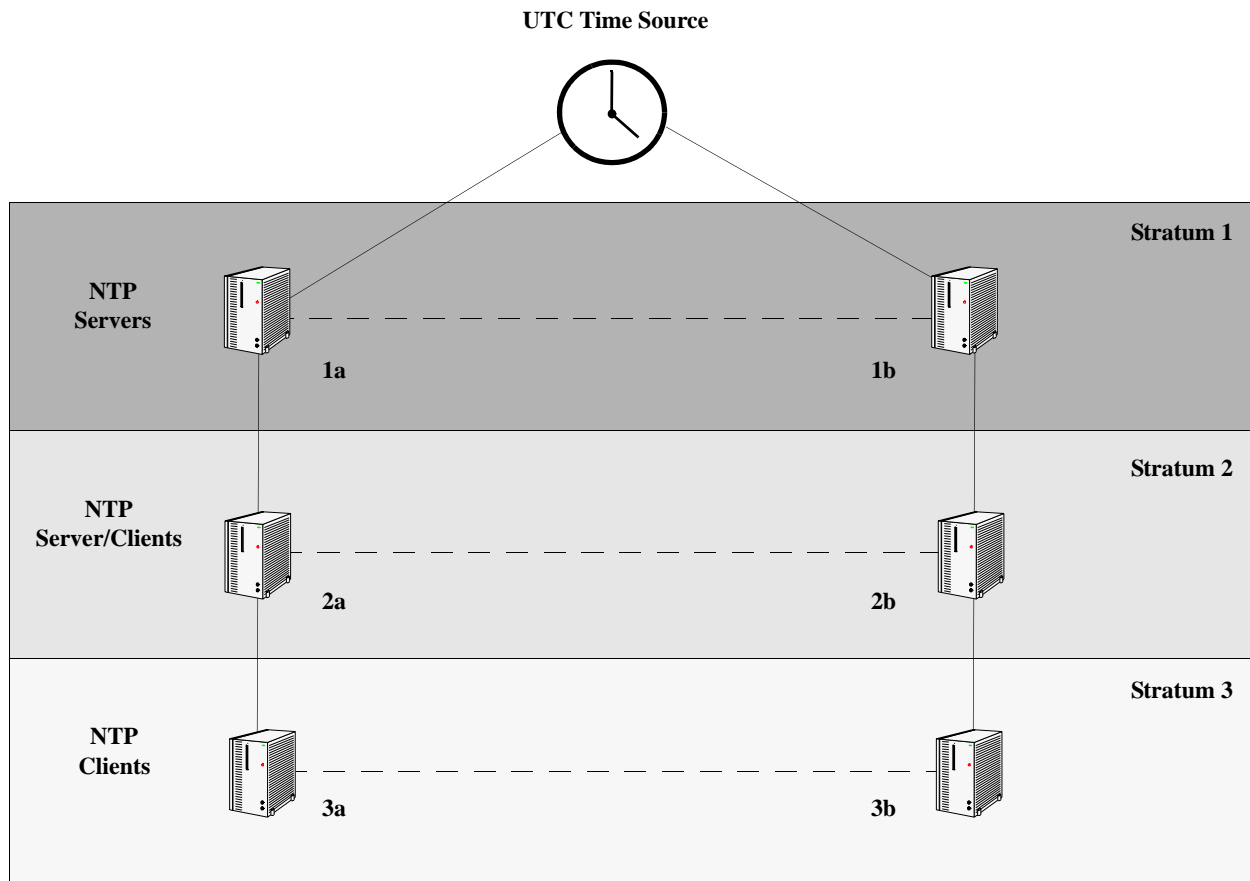 UTC Time Source
Stratum 1
NTP
Servers
1a
1b
Stratum 2
NTP
Server/Clients
2a
2b
Stratum 3
NTP
Clients
3a
3b